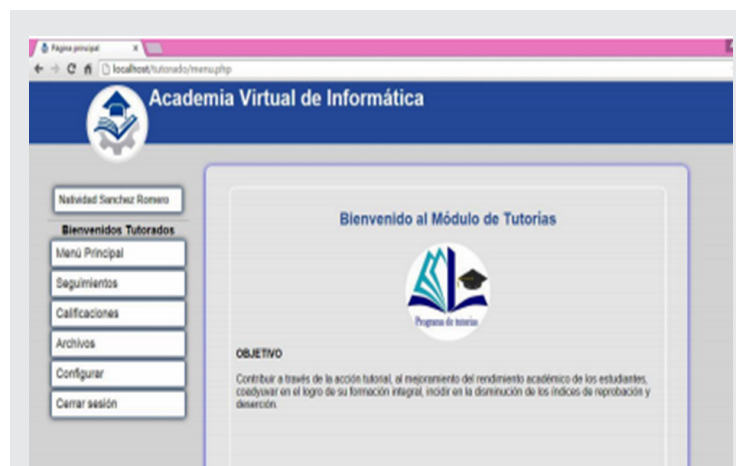 Página principal
localhost/tutorado/menu.php
Academia Virtual de Informática
Natividad Sanchez Romero
Bienvenidos Tutorados
Menú Principal
Seguimientos
Calificaciones
Archivos
Configurar
Cerrar sesión
Bienvenido al Módulo de Tutorías
Programa de tutorías
OBJETIVO
Contribuir a través de la acción tutorial, al mejoramiento del rendimiento académico de los estudiantes,
coadyuvar en el logro de su formación integral, incidir en la disminución de los índices de reprobación y
deserción.